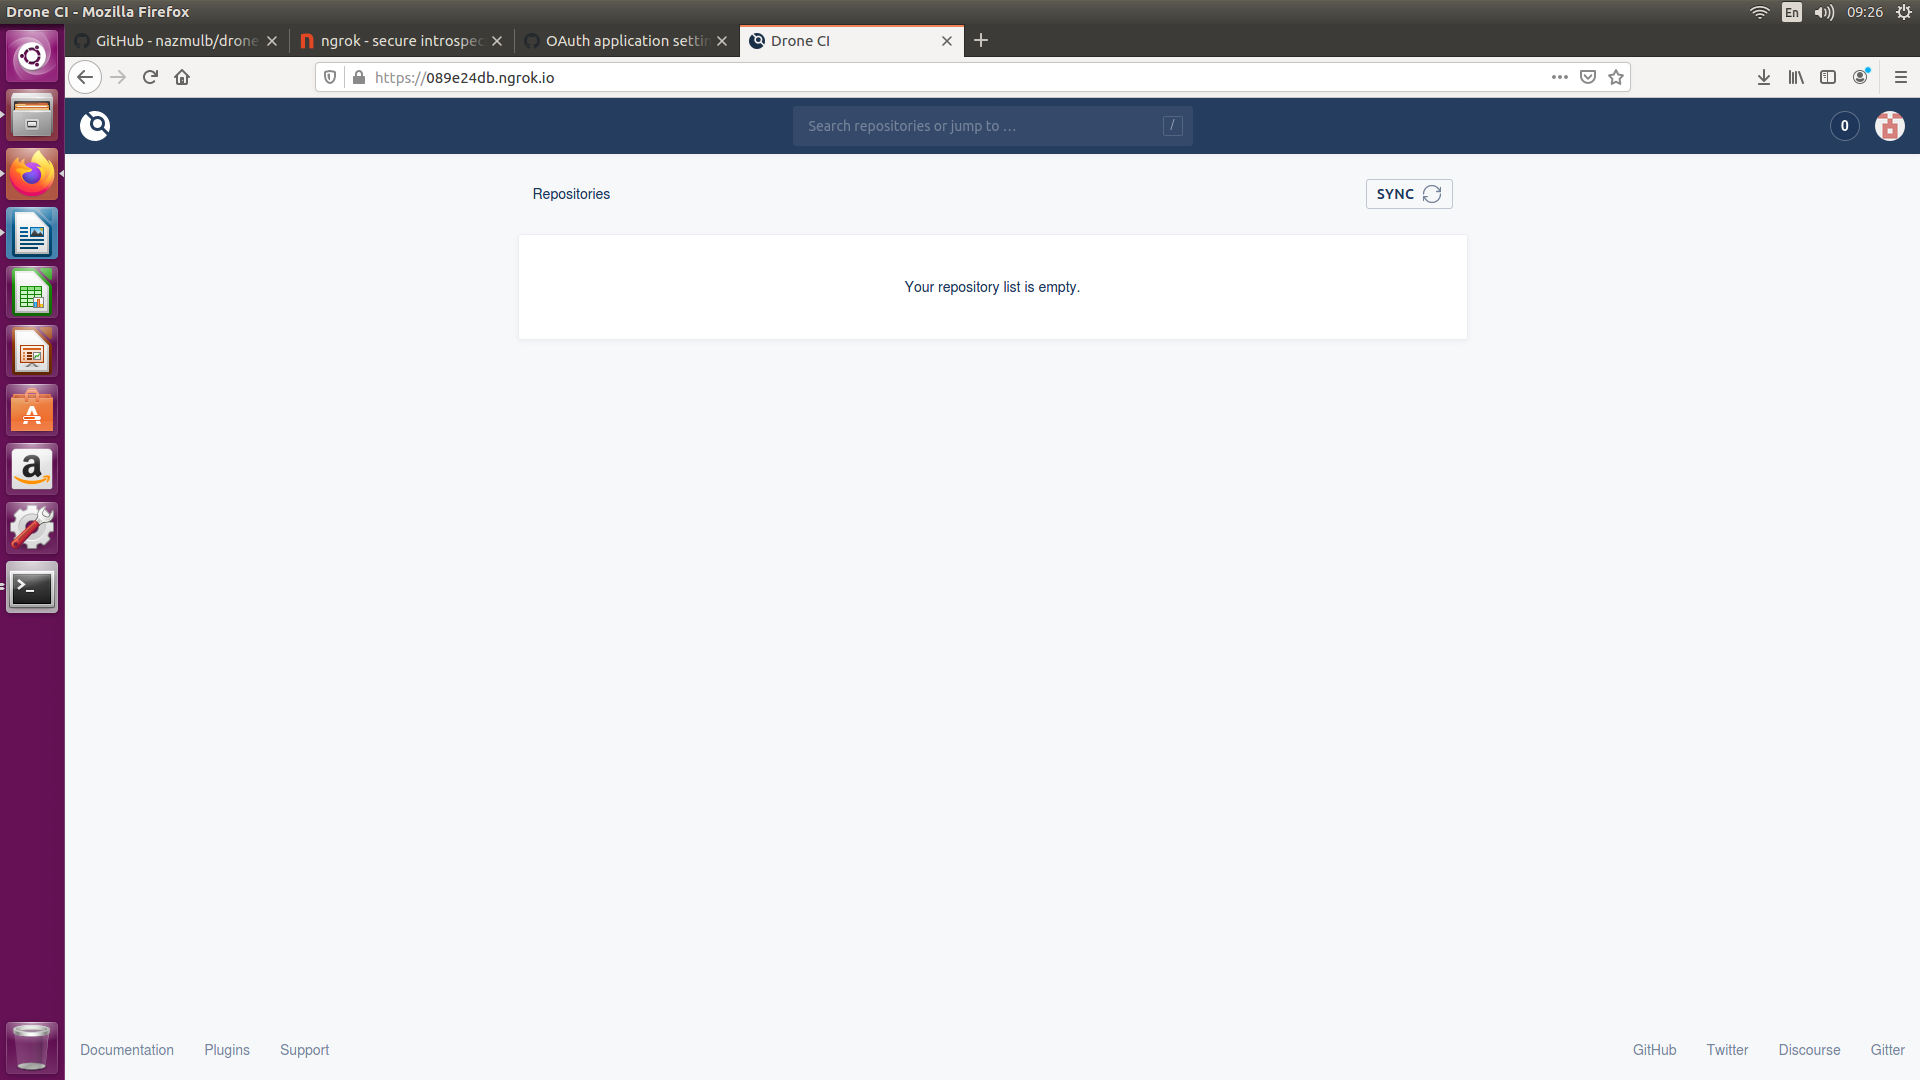 Drone CI - Mozilla Firefox
En
09:26
GitHub - nazmulb/drone
ngrok - secure introspec
OAuth application settin
Drone CI
https://089e24db.ngrok.io
Search repositories or jump to …
/
0
Repositories
SYNC
Your repository list is empty.
Documentation
Plugins
Support
GitHub
Twitter
Discourse
Gitter